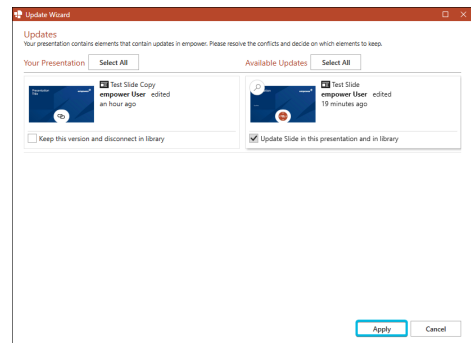 Update Wizard
Updates
Your presentation contains elements that contain updates in empower. Please resolve the conflicts and decide on which elements to keep.
Your Presentation Select All
Available Updates Select All
Test Slide Copy
empower User edited
an hour ago
Keep this version and disconnect in library
Test Slide
empower User edited
19 minutes ago
Update Slide in this presentation and in library
Apply Cancel